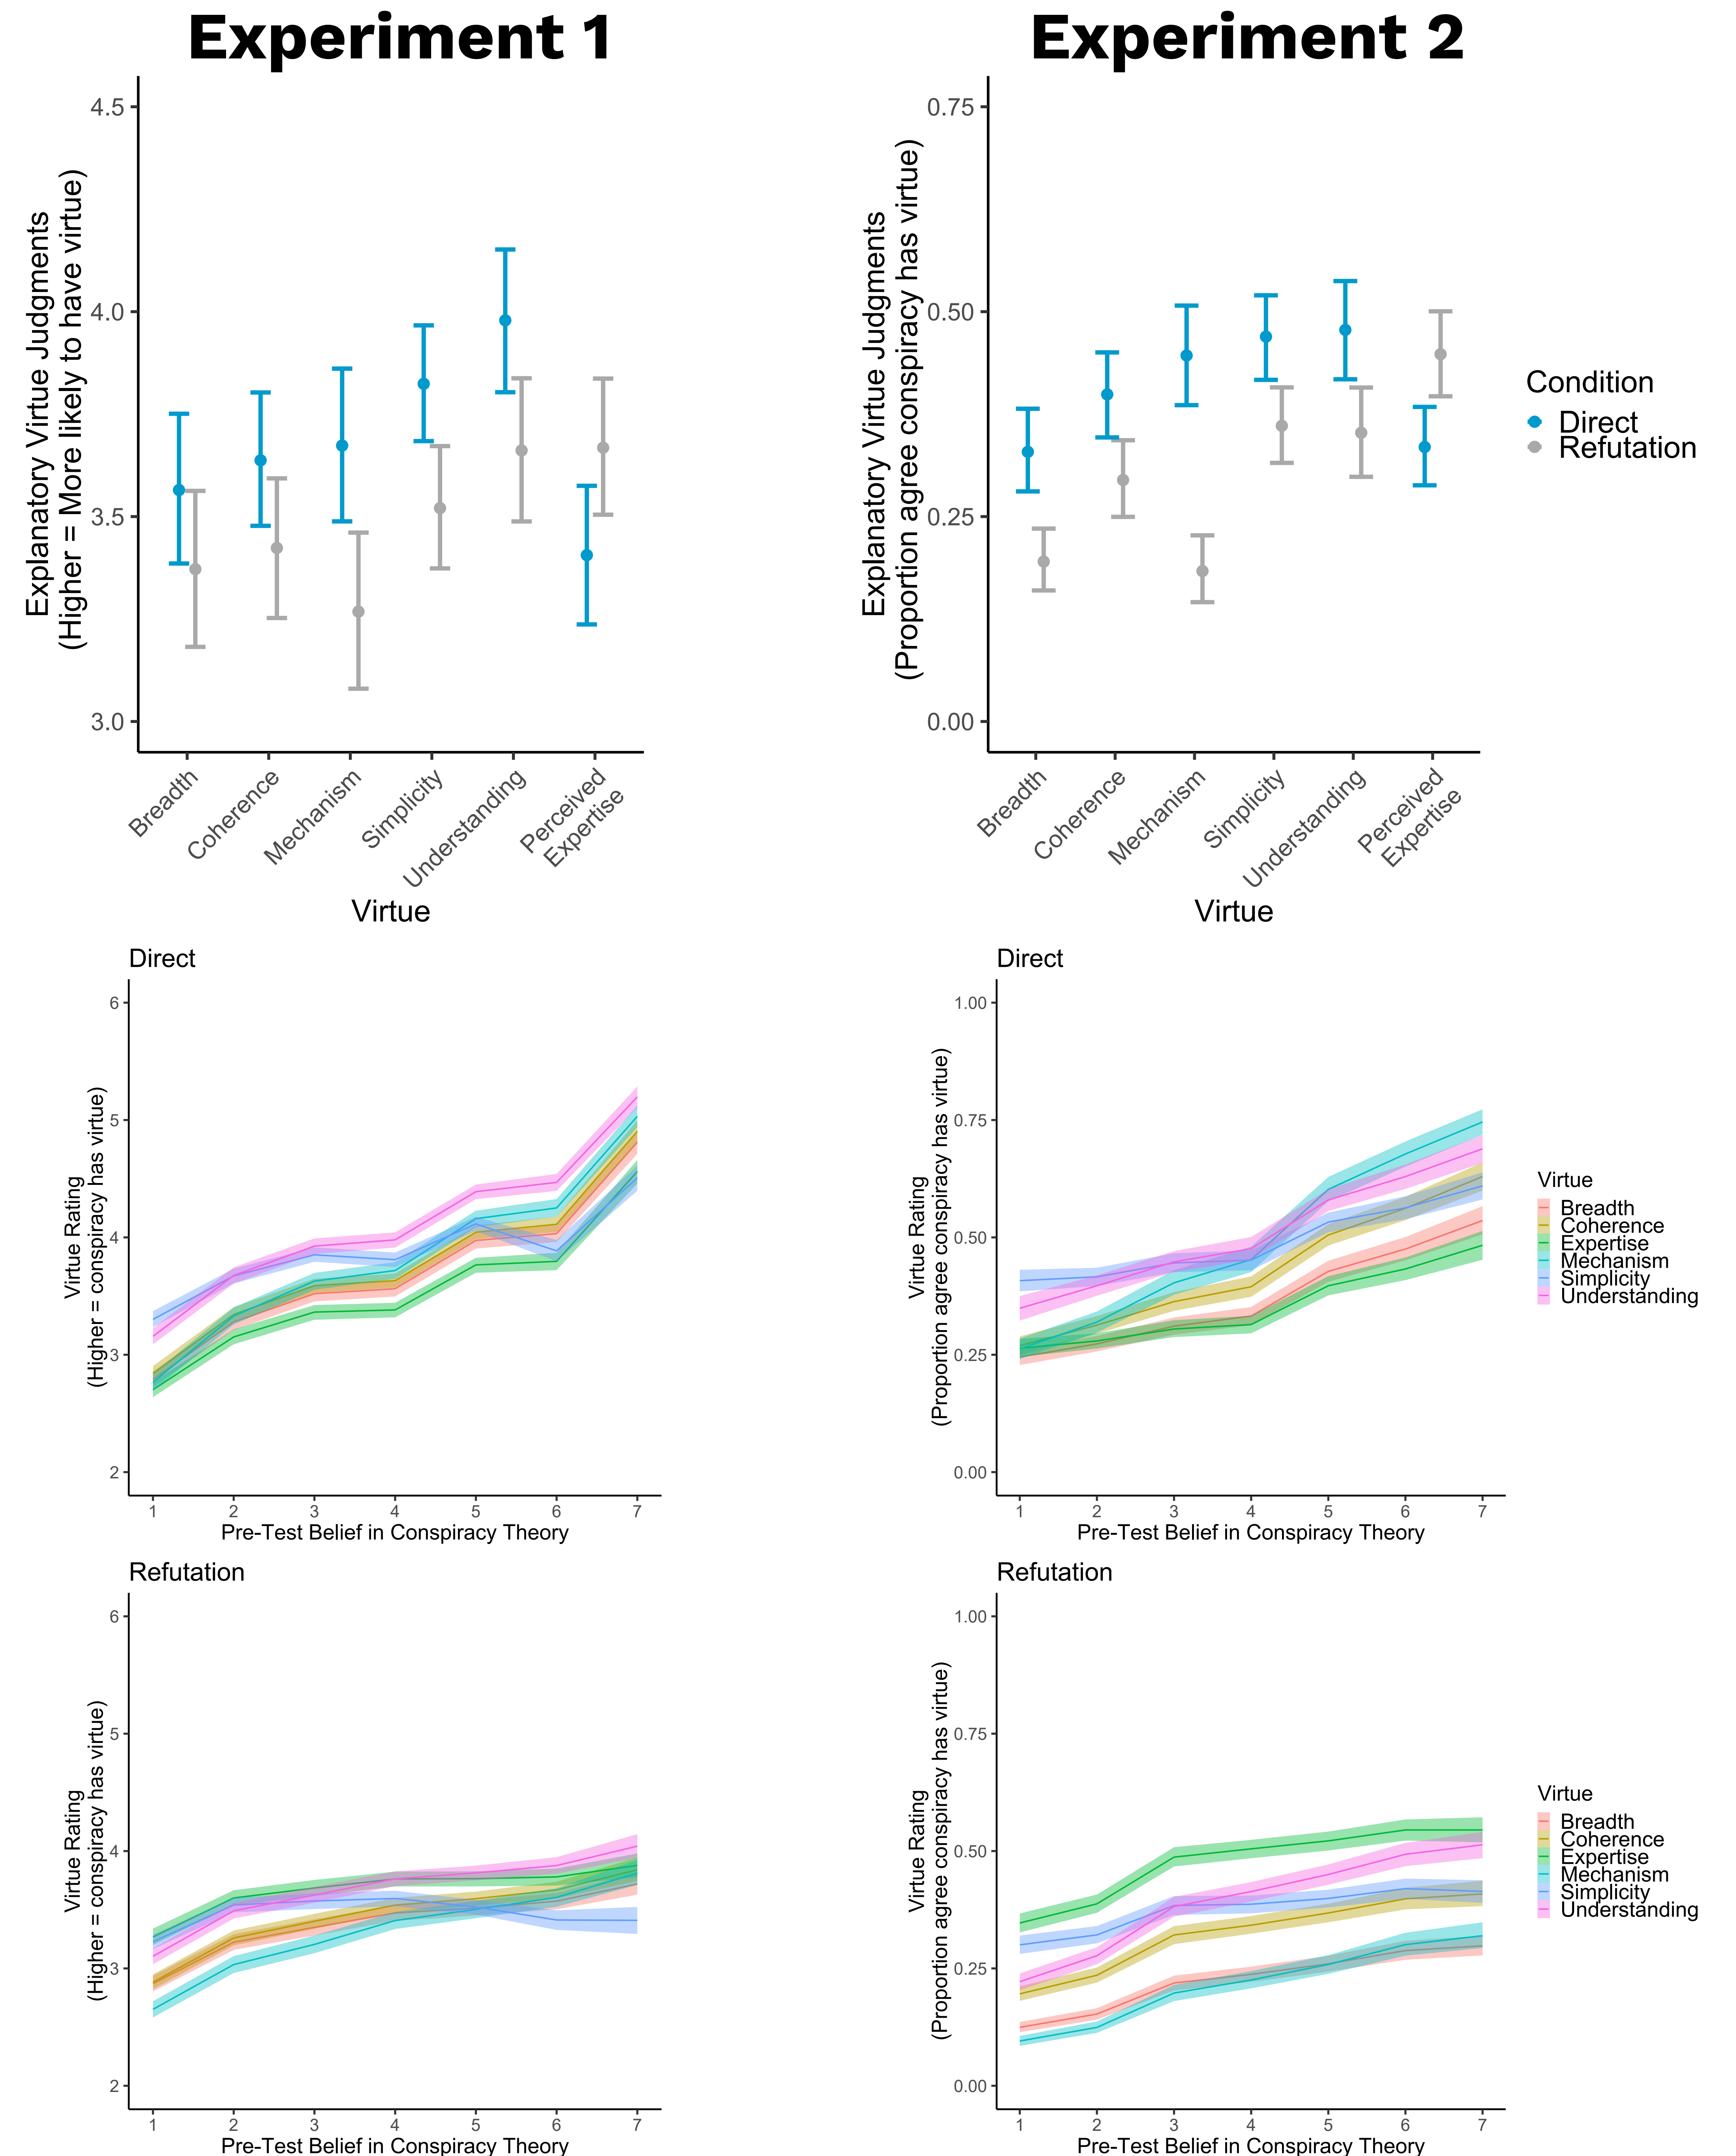 Experiment 1
Experiment 2
Explanatory Virtue Judgments
(Higher = More likely to have virtue)
4.5
4.0
3.5
3.0
Breadth
Coherence
Mechanism
Simplicity
Understanding
Perceived
Expertise
Virtue
Explanatory Virtue Judgments
(Proportion agree conspiracy has virtue)
0.75
0.50
0.25
0.00
Breadth
Coherence
Mechanism
Simplicity
Understanding
Perceived
Expertise
Virtue
Condition
Direct
Refutation
Direct
Virtue Rating
(Higher = conspiracy has virtue)
6
5
4
3
2
1 2 3 4 5 6 7
Pre-Test Belief in Conspiracy Theory
Direct
Virtue Rating
(Proportion agree conspiracy has virtue)
1.00
0.75
0.50
0.25
0.00
1 2 3 4 5 6 7
Pre-Test Belief in Conspiracy Theory
Virtue
Breadth
Coherence
Expertise
Mechanism
Simplicity
Understanding
Refutation
Virtue Rating
(Higher = conspiracy has virtue)
6
5
4
3
2
1 2 3 4 5 6 7
Pre-Test Belief in Conspiracy Theory
Refutation
Virtue Rating
(Proportion agree conspiracy has virtue)
1.00
0.75
0.50
0.25
0.00
1 2 3 4 5 6 7
Pre-Test Belief in Conspiracy Theory
Virtue
Breadth
Coherence
Expertise
Mechanism
Simplicity
Understanding